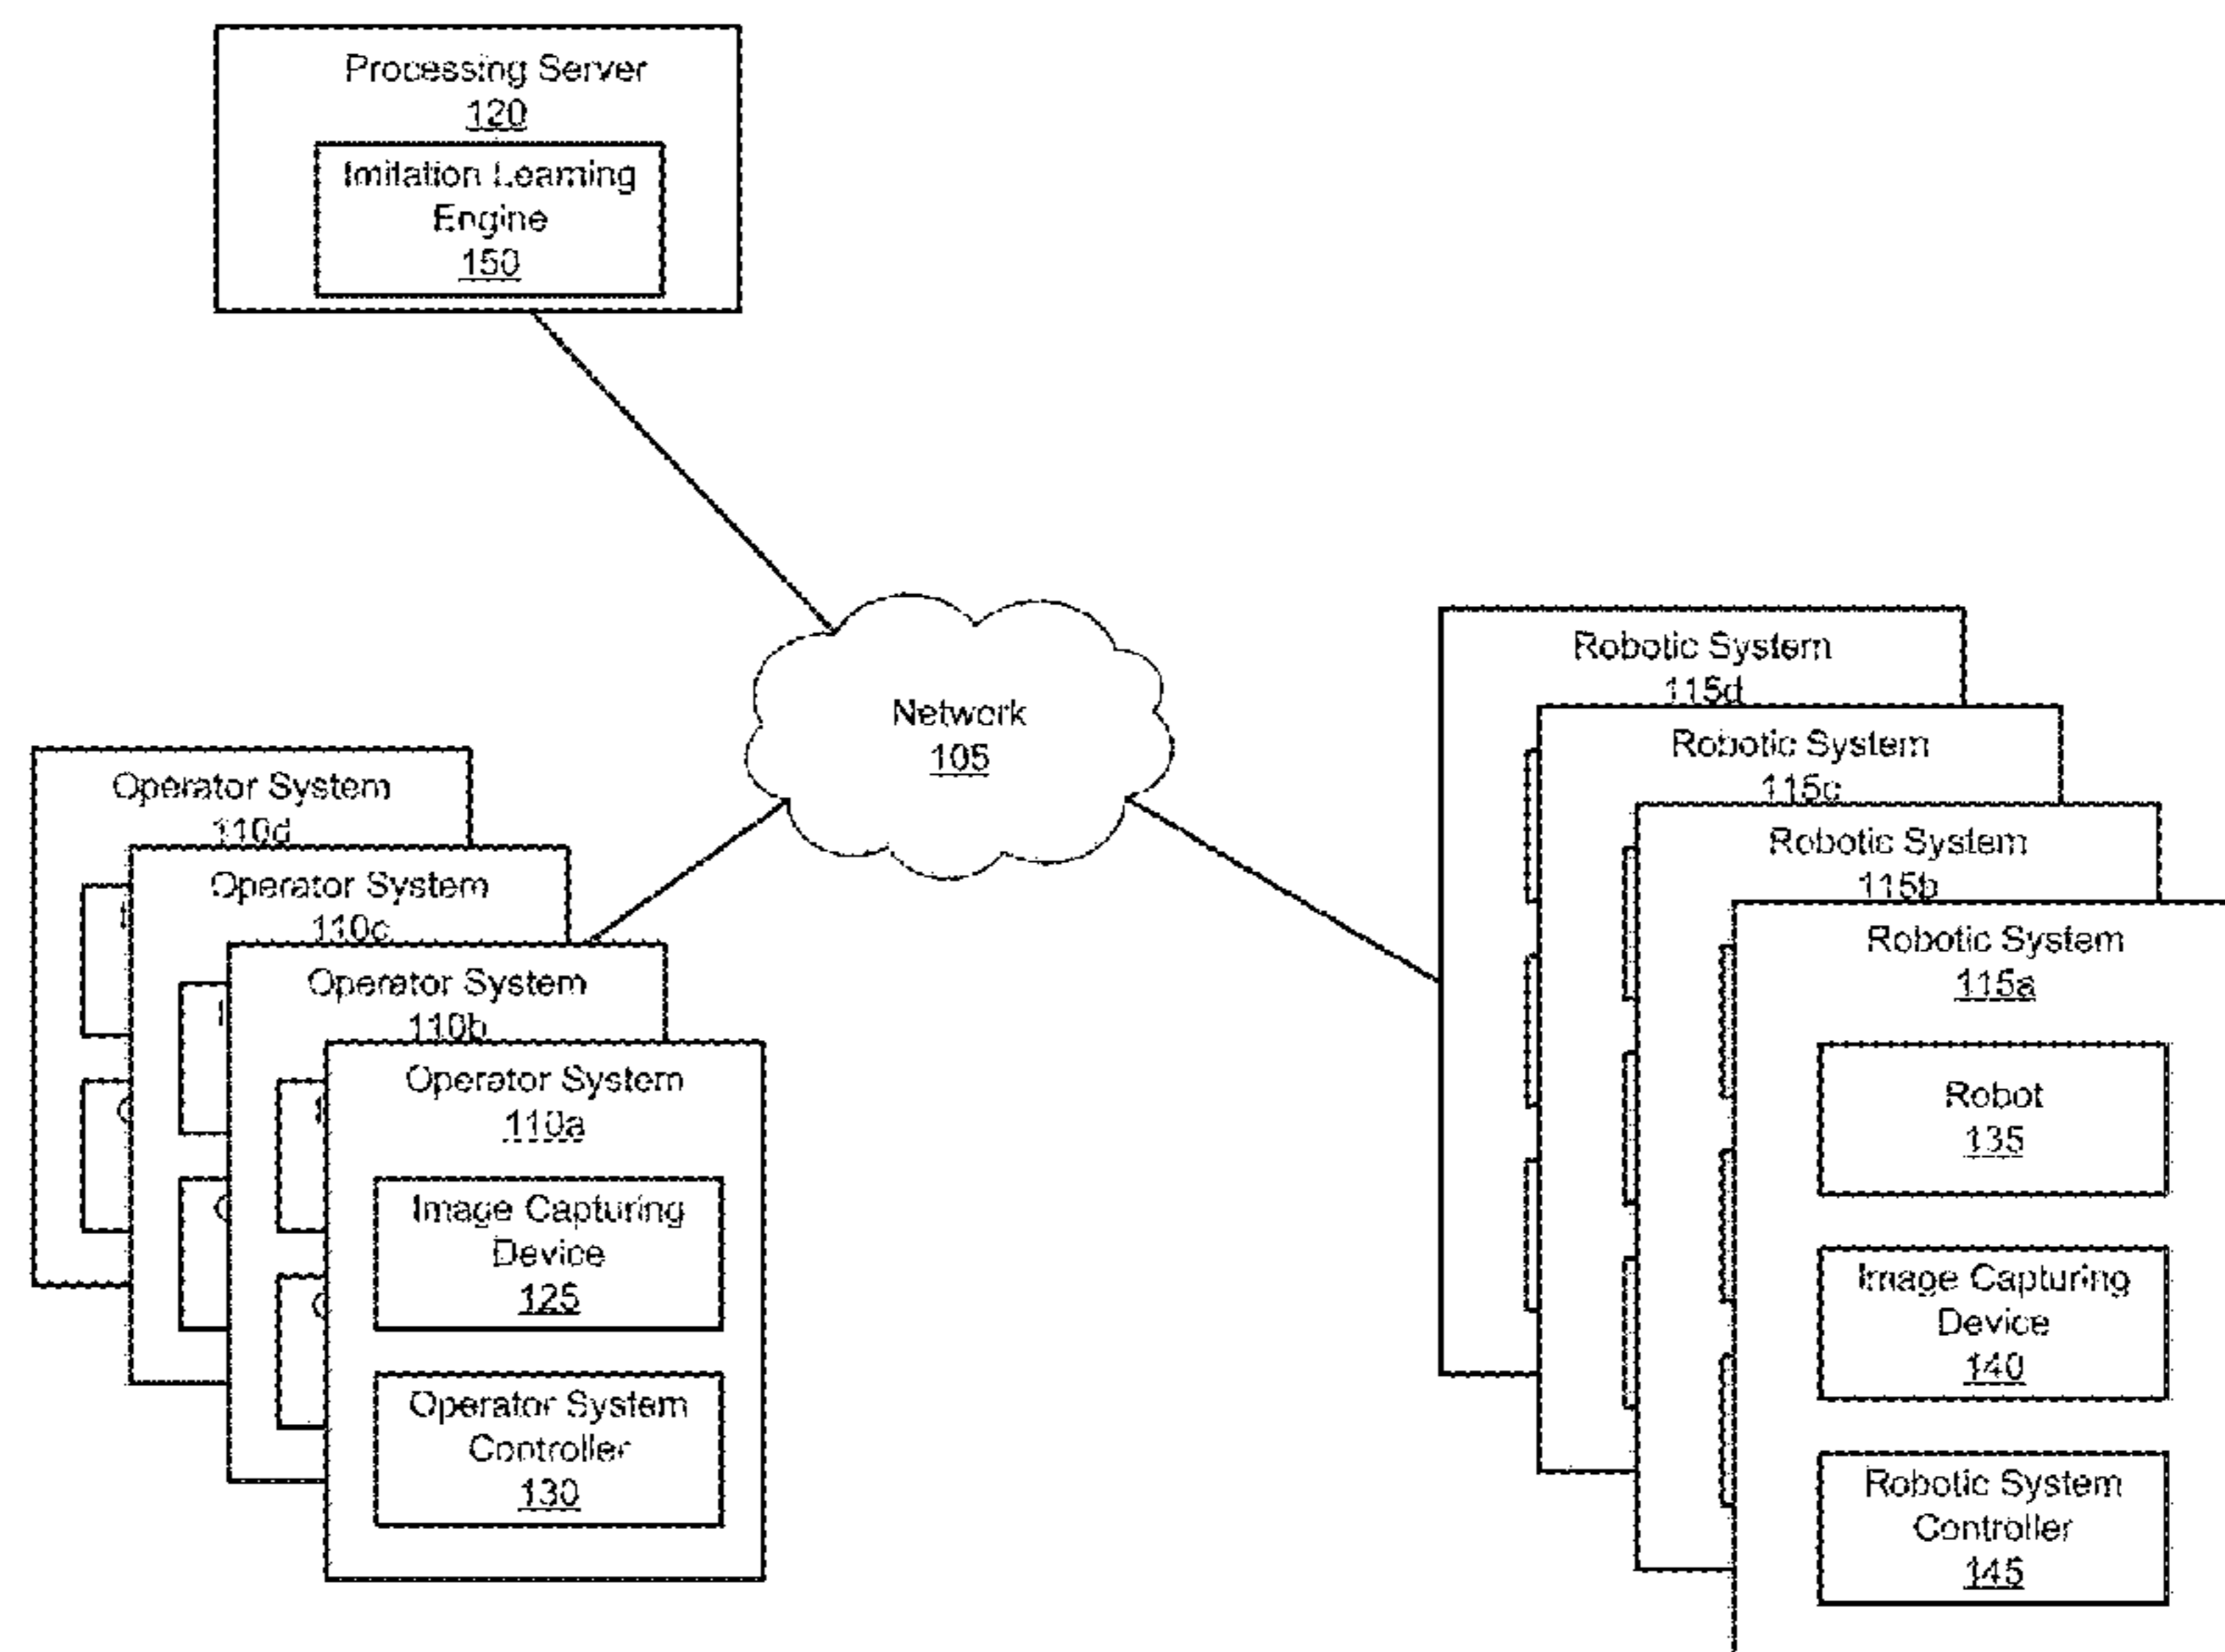 Processing Server
120
Imitation Learning
Engine
150
Network
105
Operator System
110d
Operator System
110c
Operator System
110b
Operator System
110a
Image Capturing
Device
125
Operator System
Controller
130
Robotic System
115d
Robotic System
115c
Robotic System
115b
Robotic System
115a
Robot
135
Image Capturing
Device
140
Robotic System
Controller
145